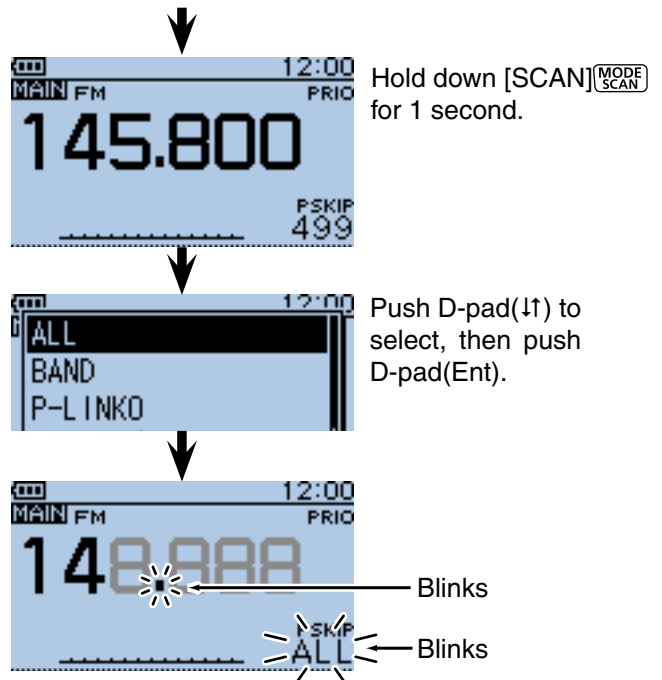 12:00
MAIN FM PRIO
145.800
PSKIP
499
Hold down [SCAN] MODE SCAN
for 1 second.
12:00
ALL
BAND
P-LINK0
Push D-pad(↓↑) to
select, then push
D-pad(Ent).
12:00
MAIN FM PRIO
148.888
Blinks
PSKIP
ALL
Blinks